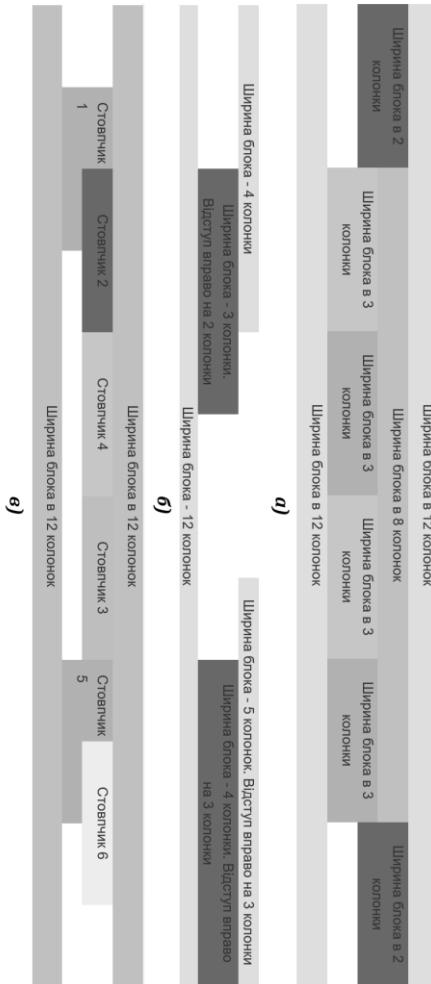 Ширина блока в 12 колонок
Ширина блока в 2
колонки
Ширина блока в 8 колонок
Ширина блока в 2
колонки
Ширина блока в 3
колонки
Ширина блока в 3
колонки
Ширина блока в 3
колонки
Ширина блока в 3
колонки
Ширина блока в 12 колонок
а)
Ширина блока - 4 колонки
Ширина блока - 5 колонок. Відступ вправо на 3 колонки
Ширина блока - 3 колонки.
Відступ вправо на 2 колонки
Ширина блока - 4 колонки. Відступ вправо
на 3 колонки
Ширина блока - 12 колонок
б)
Ширина блока в 12 колонок
Стовпчик
1
Стовпчик 2
Стовпчик 4
Стовпчик 3
Стовпчик
5
Стовпчик 6
Ширина блока в 12 колонок
в)